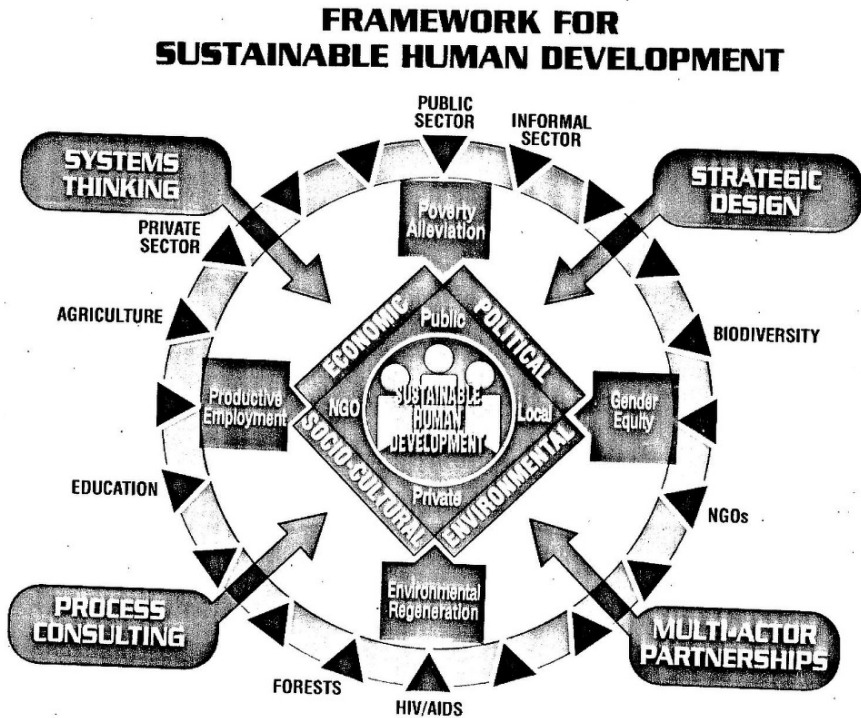 FRAMEWORK FOR
SUSTAINABLE HUMAN DEVELOPMENT
PUBLIC
SECTOR
INFORMAL
SECTOR
SYSTEMS
THINKING
STRATEGIC
DESIGN
Poverty
Alleviation
PRIVATE
SECTOR
AGRICULTURE
BIODIVERSITY
ECONOMIC
Public
POLITICAL
Productive
Employment
NGO
SUSTAINABLE
HUMAN
DEVELOPMENT
Local
Gender
Equity
SOCIO-CULTURAL
Private
ENVIRONMENTAL
EDUCATION
NGOs
Environmental
Regeneration
PROCESS
CONSULTING
MULTI-ACTOR
PARTNERSHIPS
FORESTS
HIV/AIDS